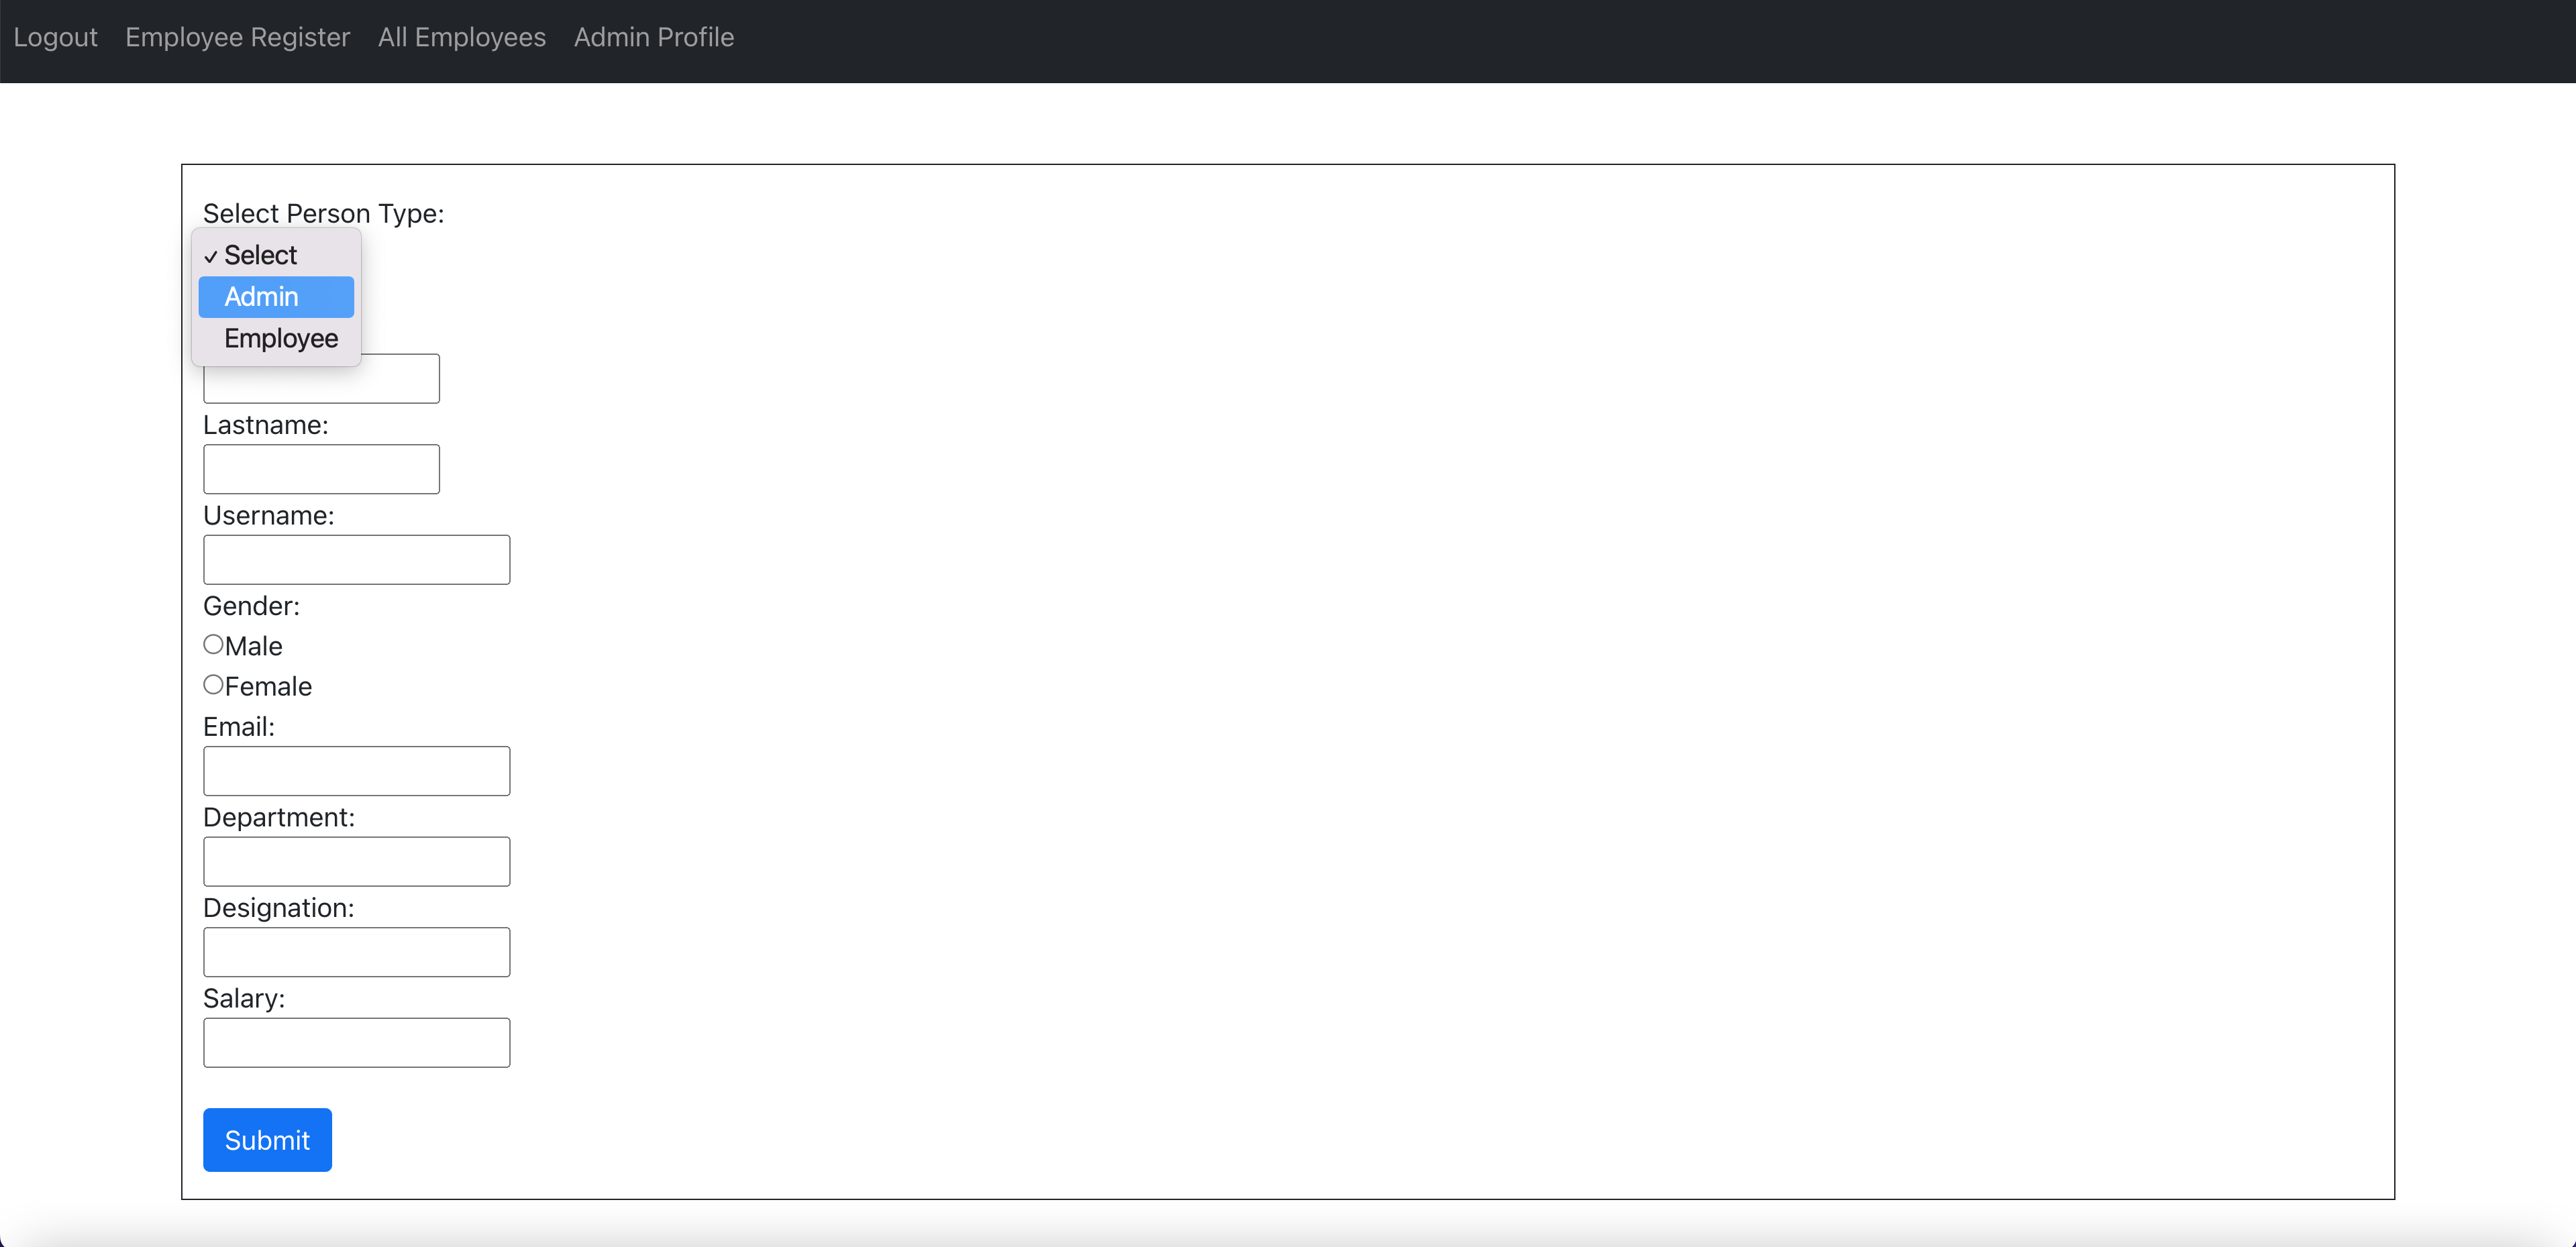 Logout Employee Register All Employees Admin Profile
Select Person Type:
✓ Select
Admin
Employee
Lastname:
Username:
Gender:
Male
Female
Email:
Department:
Designation:
Salary:
Submit